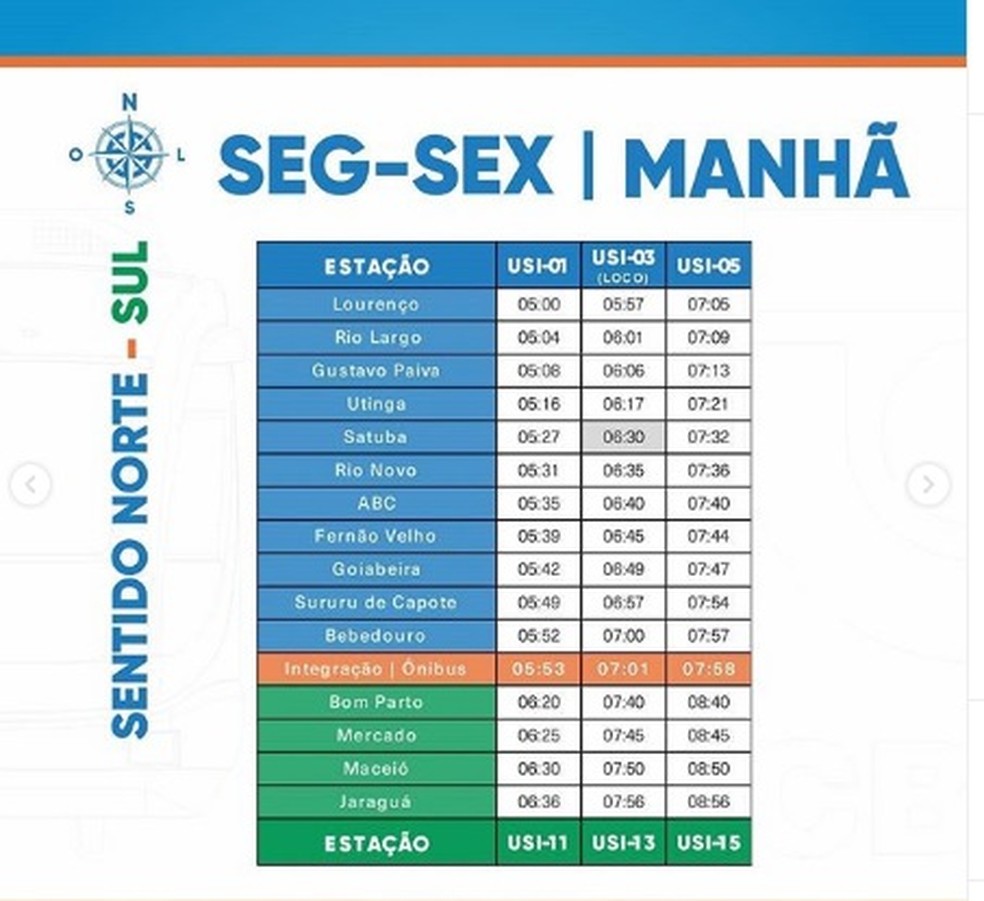 N
O L
S
SEG-SEX | MANHÃ
SENTIDO NORTE - SUL
ESTAÇÃO USI-01 USI-03 (LOCO) USI-05
Lourenço 05:00 05:57 07:05
Rio Largo 05:04 06:01 07:09
Gustavo Paiva 05:08 06:06 07:13
Utinga 05:16 06:17 07:21
Satuba 05:27 06:30 07:32
Rio Novo 05:31 06:35 07:36
ABC 05:35 06:40 07:40
Fernão Velho 05:39 06:45 07:44
Goiabeira 05:42 06:49 07:47
Sururu de Capote 05:49 06:57 07:54
Bebedouro 05:52 07:00 07:57
Integração | Ônibus 05:53 07:01 07:58
Bom Parto 06:20 07:40 08:40
Mercado 06:25 07:45 08:45
Maceió 06:30 07:50 08:50
Jaraguá 06:36 07:56 08:56
ESTAÇÃO USI-11 USI-13 USI-15